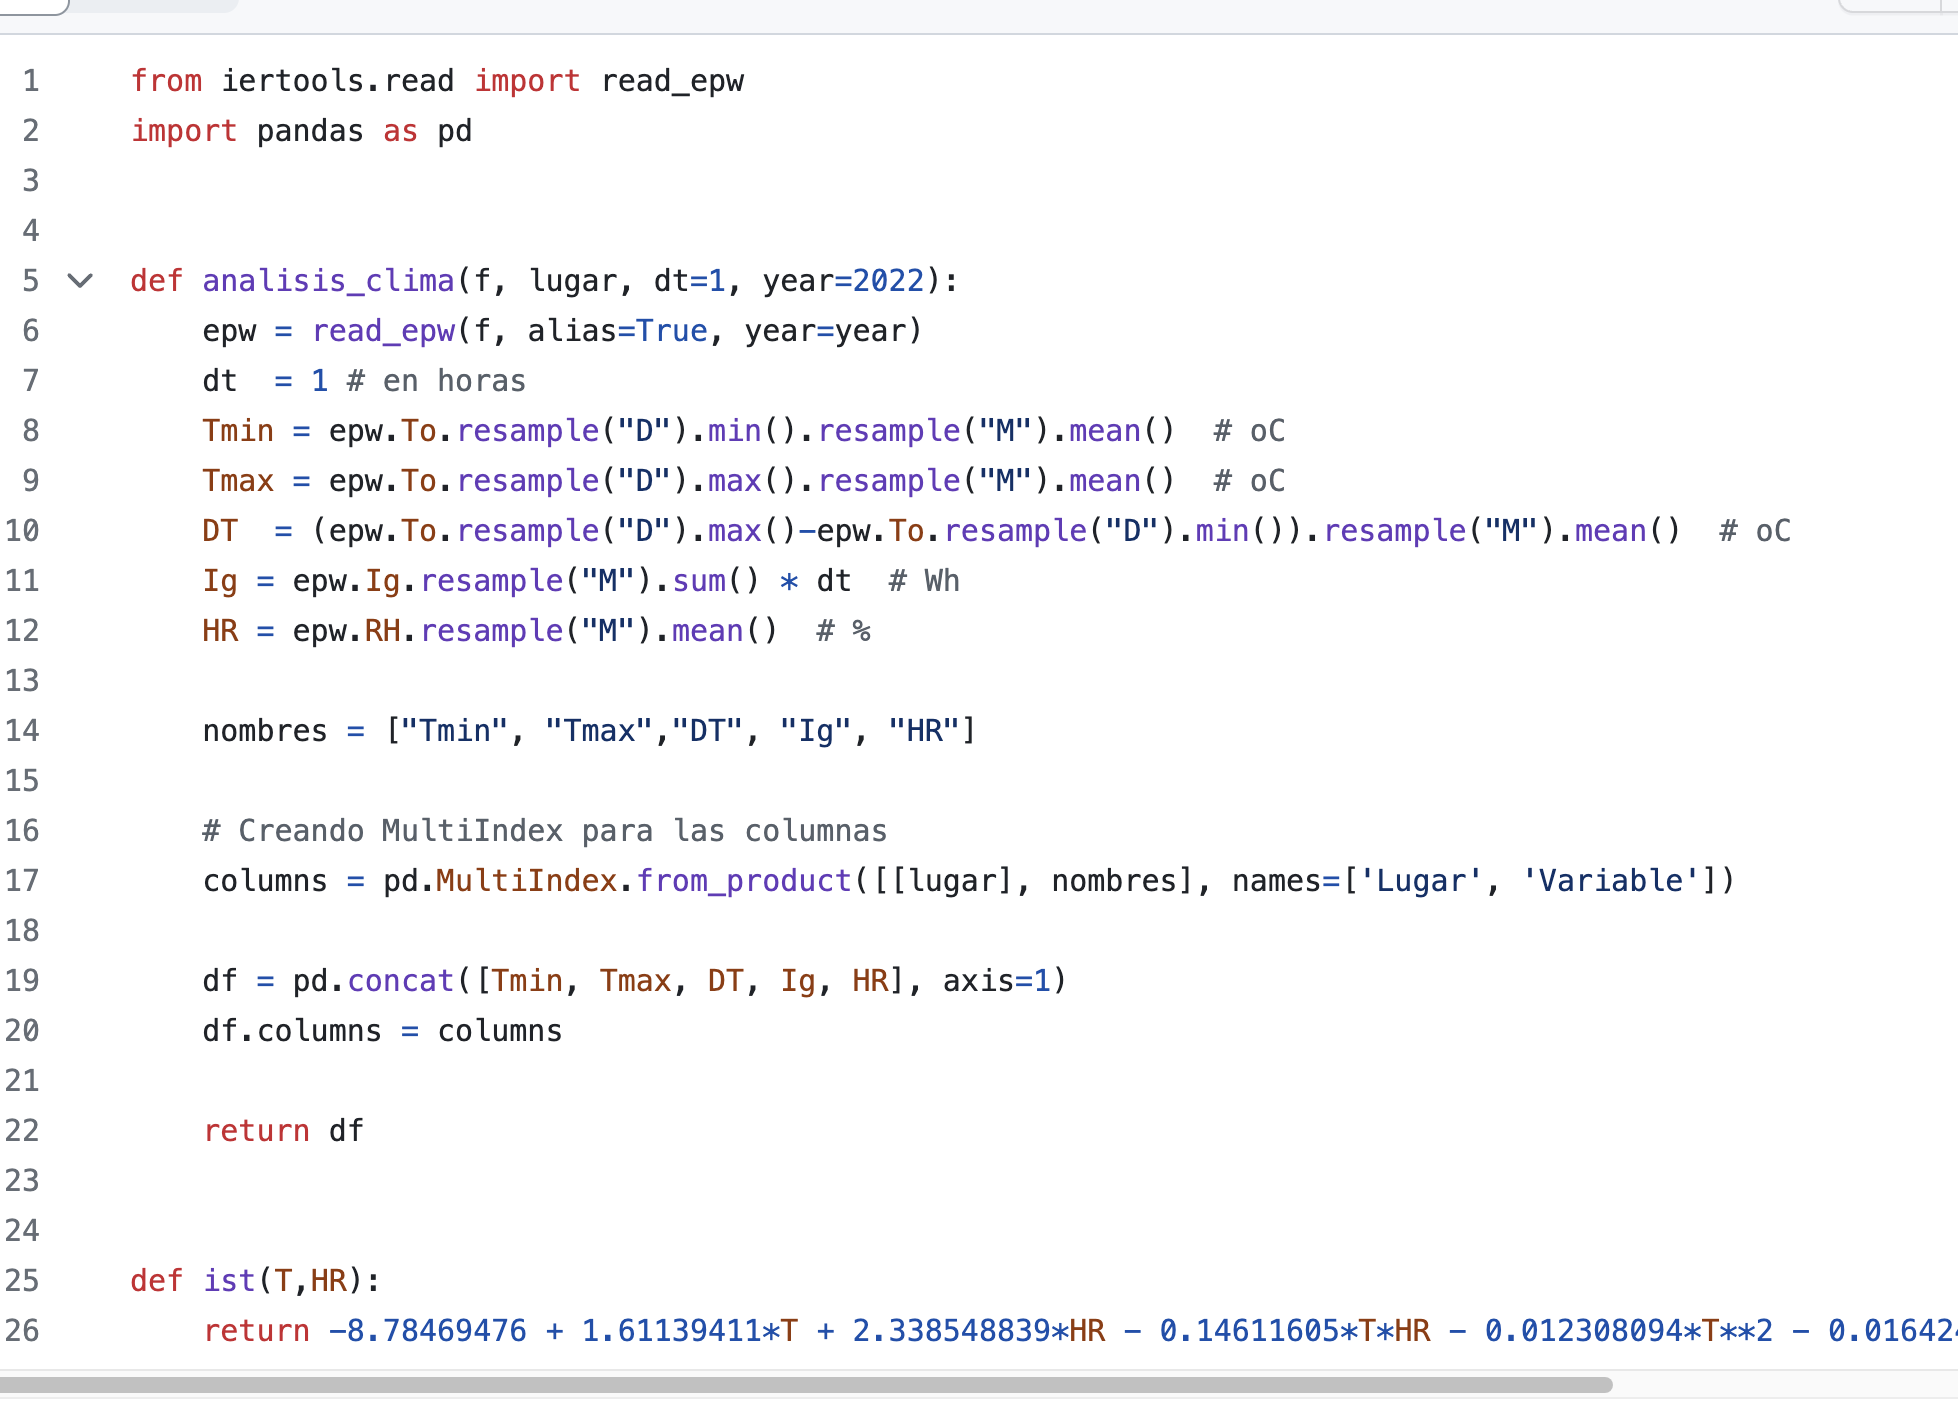 1 from iertools.read import read_epw
2 import pandas as pd
3
4
5 def analisis_clima(f, lugar, dt=1, year=2022):
6     epw = read_epw(f, alias=True, year=year)
7     dt  = 1 # en horas
8     Tmin = epw.To.resample("D").min().resample("M").mean()  # oC
9     Tmax = epw.To.resample("D").max().resample("M").mean()  # oC
10     DT  = (epw.To.resample("D").max()-epw.To.resample("D").min()).resample("M").mean()  # oC
11     Ig = epw.Ig.resample("M").sum() * dt  # Wh
12     HR = epw.RH.resample("M").mean()  # %
13
14     nombres = ["Tmin", "Tmax","DT", "Ig", "HR"]
15
16     # Creando MultiIndex para las columnas
17     columns = pd.MultiIndex.from_product([[lugar], nombres], names=['Lugar', 'Variable'])
18
19     df = pd.concat([Tmin, Tmax, DT, Ig, HR], axis=1)
20     df.columns = columns
21
22     return df
23
24
25 def ist(T,HR):
26     return -8.78469476 + 1.61139411*T + 2.338548839*HR - 0.14611605*T*HR - 0.012308094*T**2 - 0.01642